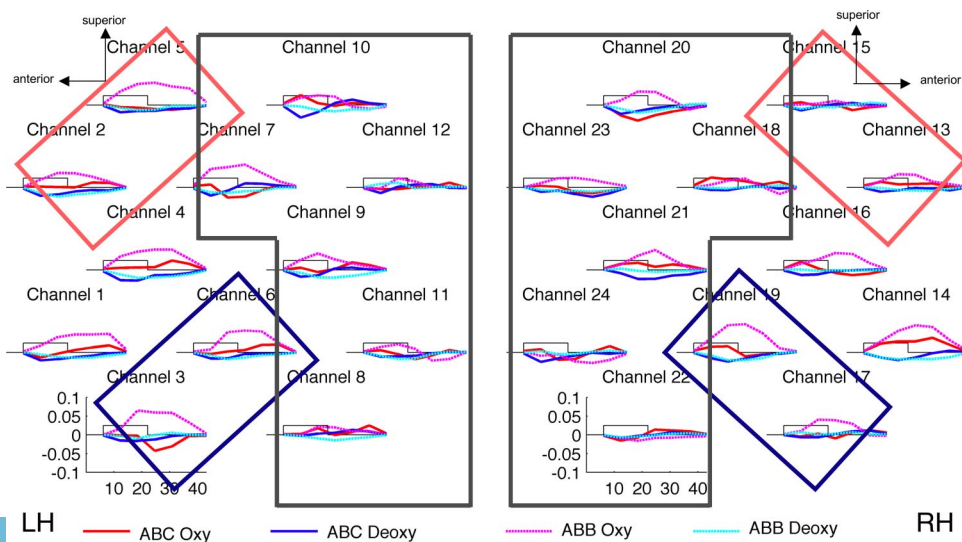 superior
superior
Channel 5 Channel 10 Channel 20 Channel 15
anterior anterior
Channel 2 Channel 7 Channel 12 Channel 23 Channel 18 Channel 13
Channel 4 Channel 9 Channel 21 Channel 16
Channel 1 Channel 6 Channel 11 Channel 24 Channel 19 Channel 14
Channel 3 Channel 8 Channel 22 Channel 17
0.1 0.1
0.05 0.05
0 0
-0.05 -0.05
-0.1 -0.1
10 20 30 40 10 20 30 40
LH ABC Oxy ABC Deoxy ABB Oxy ABB Deoxy RH